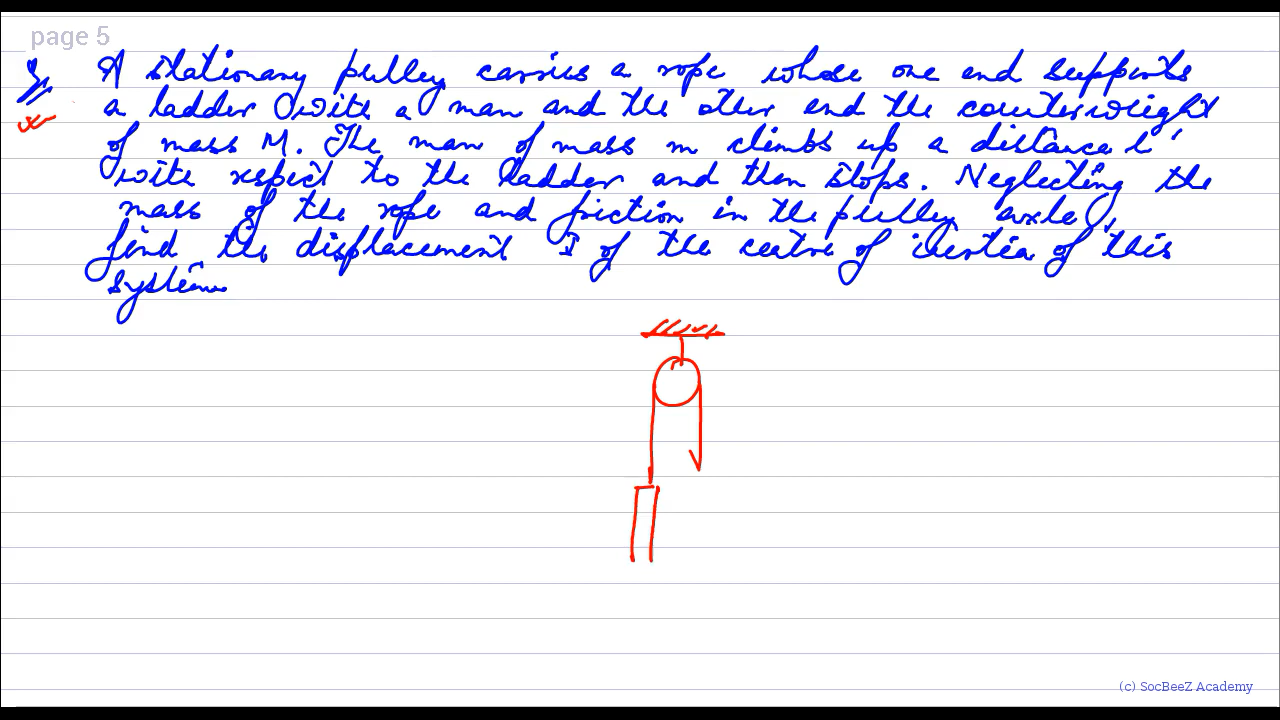 page 5
A stationary pulley carries a rope whose one end supports
a ladder with a man and the other end the counterweight
of mass M. The man of mass m climbs up a distance l'
with respect to the ladder and then stops. Neglecting the
mass of the rope and friction in the pulley axle,
find the displacement of the centre of inertia of this
system
(c) SocBeeZ Academy